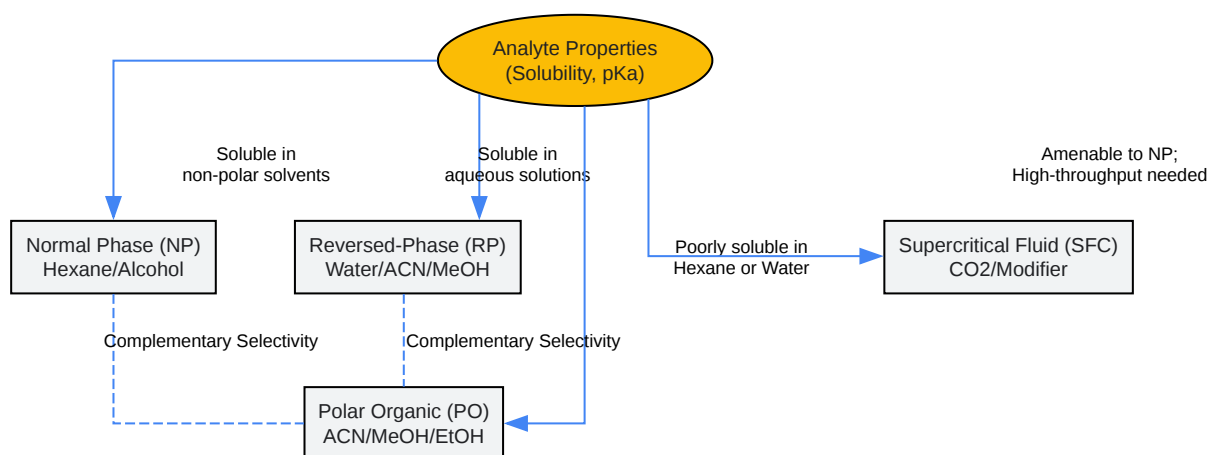 Analyte Properties
(Solubility, pKa)
Soluble in
non-polar solvents
Soluble in
aqueous solutions
Amenable to NP;
High-throughput needed
Normal Phase (NP)
Hexane/Alcohol
Reversed-Phase (RP)
Water/ACN/MeOH
Poorly soluble in
Hexane or Water
Supercritical Fluid (SFC)
CO2/Modifier
Complementary Selectivity
Complementary Selectivity
Polar Organic (PO)
ACN/MeOH/EtOH